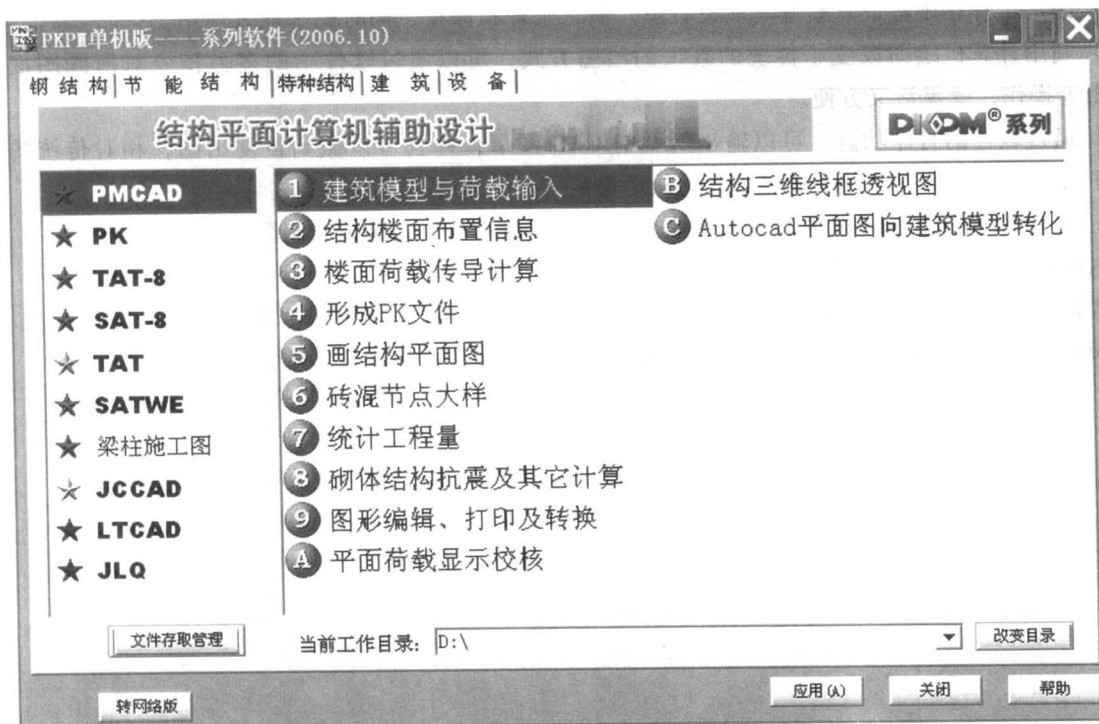 PKPM单机版----系列软件(2006.10)
钢 结 构 节 能 结 构 特种结构 建 筑 设 备
结构平面计算机辅助设计
PKPM®系列
PMCAD
PK
TAT-8
SAT-8
TAT
SATWE
梁柱施工图
JCCAD
LTCAD
JLQ
1 建筑模型与荷载输入
2 结构楼面布置信息
3 楼面荷载传导计算
4 形成PK文件
5 画结构平面图
6 砖混节点大样
7 统计工程量
8 砌体结构抗震及其它计算
9 图形编辑、打印及转换
A 平面荷载显示校核
B 结构三维线框透视图
C Autocad平面图向建筑模型转化
文件存取管理
当前工作目录: D:\
改变目录
转网络版
应用(A) 关闭 帮助